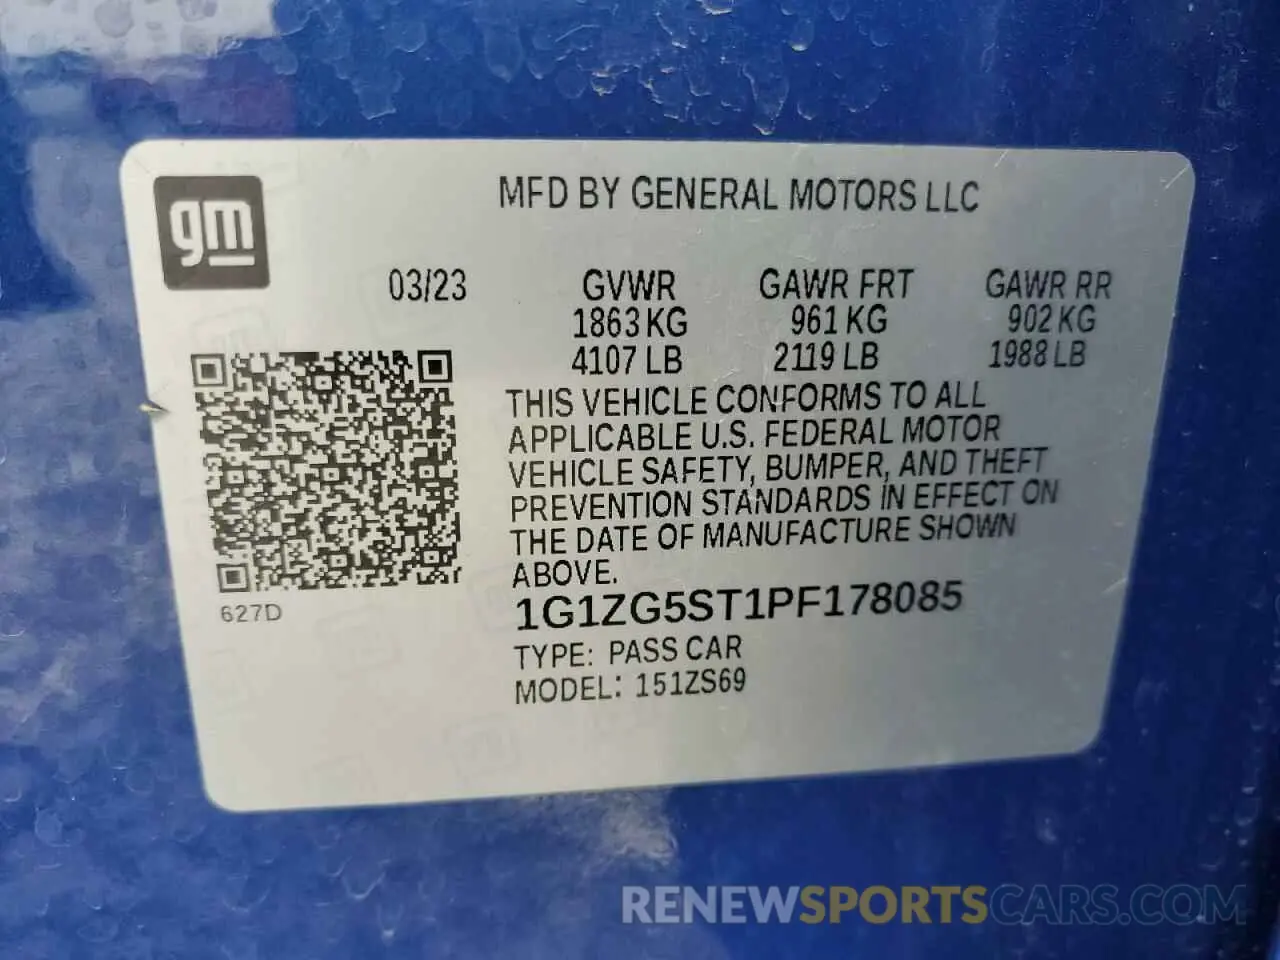 gm
MFD BY GENERAL MOTORS LLC
03/23 GVWR GAWR FRT GAWR RR
1863 KG 961 KG 902 KG
4107 LB 2119 LB 1988 LB
THIS VEHICLE CONFORMS TO ALL
APPLICABLE U.S. FEDERAL MOTOR
VEHICLE SAFETY, BUMPER, AND THEFT
PREVENTION STANDARDS IN EFFECT ON
THE DATE OF MANUFACTURE SHOWN
ABOVE.
627D
1G1ZG5ST1PF178085
TYPE: PASS CAR
MODEL: 151ZS69
RENEWSPORTSCARS.COM